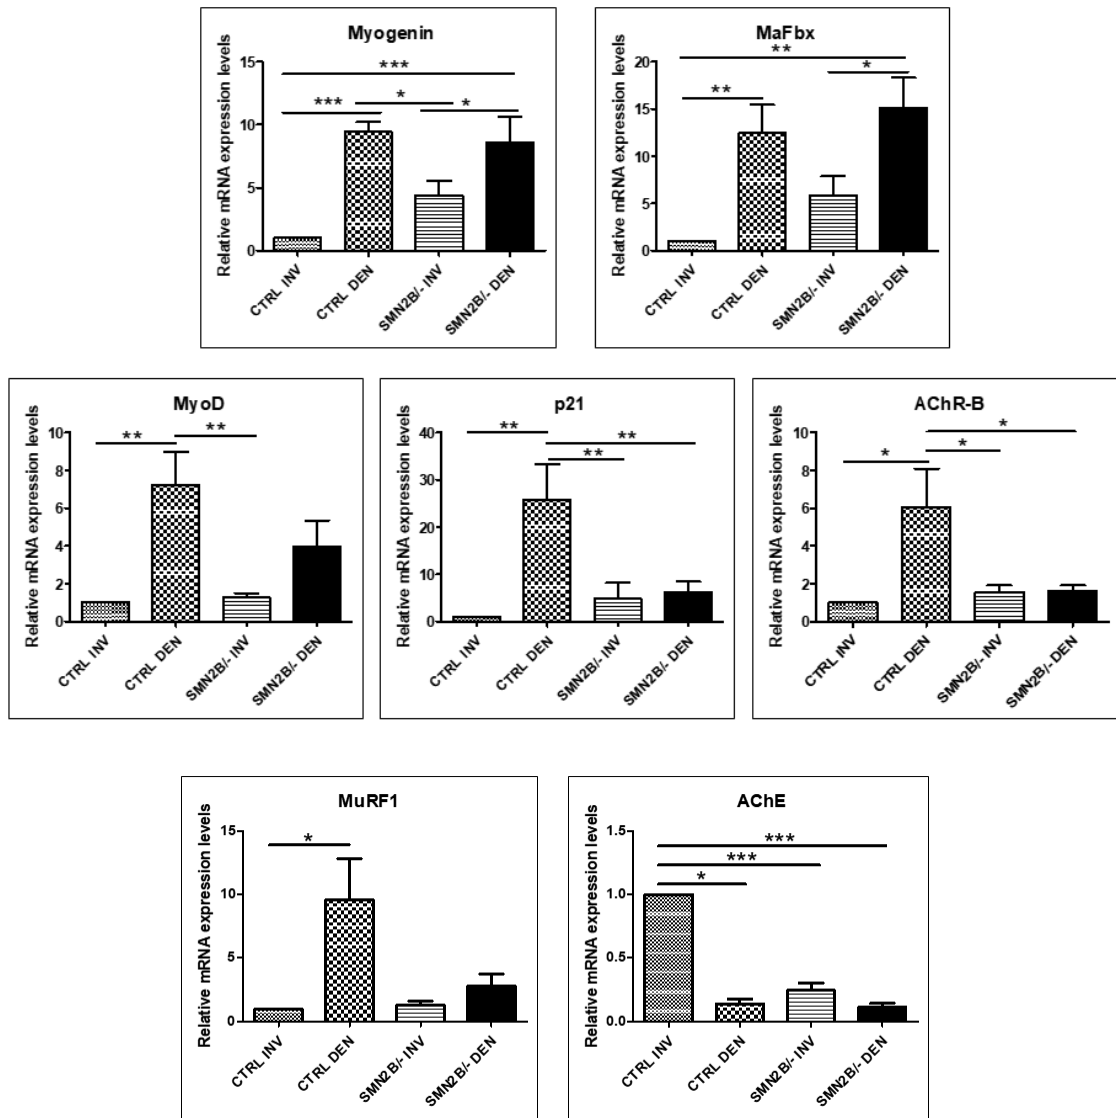 Myogenin
Relative mRNA expression levels
15
10
5
0
***
*
***
*
CTRL INV
CTRL DEN
SMN2B/- INV
SMN2B/- DEN
MaFbx
Relative mRNA expression levels
20
15
10
5
0
**
*
**
CTRL INV
CTRL DEN
SMN2B/- INV
SMN2B/- DEN
MyoD
Relative mRNA expression levels
10
8
6
4
2
0
**
**
CTRL INV
CTRL DEN
SMN2B/- INV
SMN2B/- DEN
p21
Relative mRNA expression levels
40
30
20
10
0
**
**
**
CTRL INV
CTRL DEN
SMN2B/- INV
SMN2B/- DEN
AChR-B
Relative mRNA expression levels
10
8
6
4
2
0
*
*
*
CTRL INV
CTRL DEN
SMN2B/- INV
SMN2B/- DEN
MuRF1
Relative mRNA expression levels
15
10
5
0
*
CTRL INV
CTRL DEN
SMN2B/- INV
SMN2B/- DEN
AChE
Relative mRNA expression levels
1.5
1.0
0.5
0.0
***
***
*
CTRL INV
CTRL DEN
SMN2B/- INV
SMN2B/- DEN